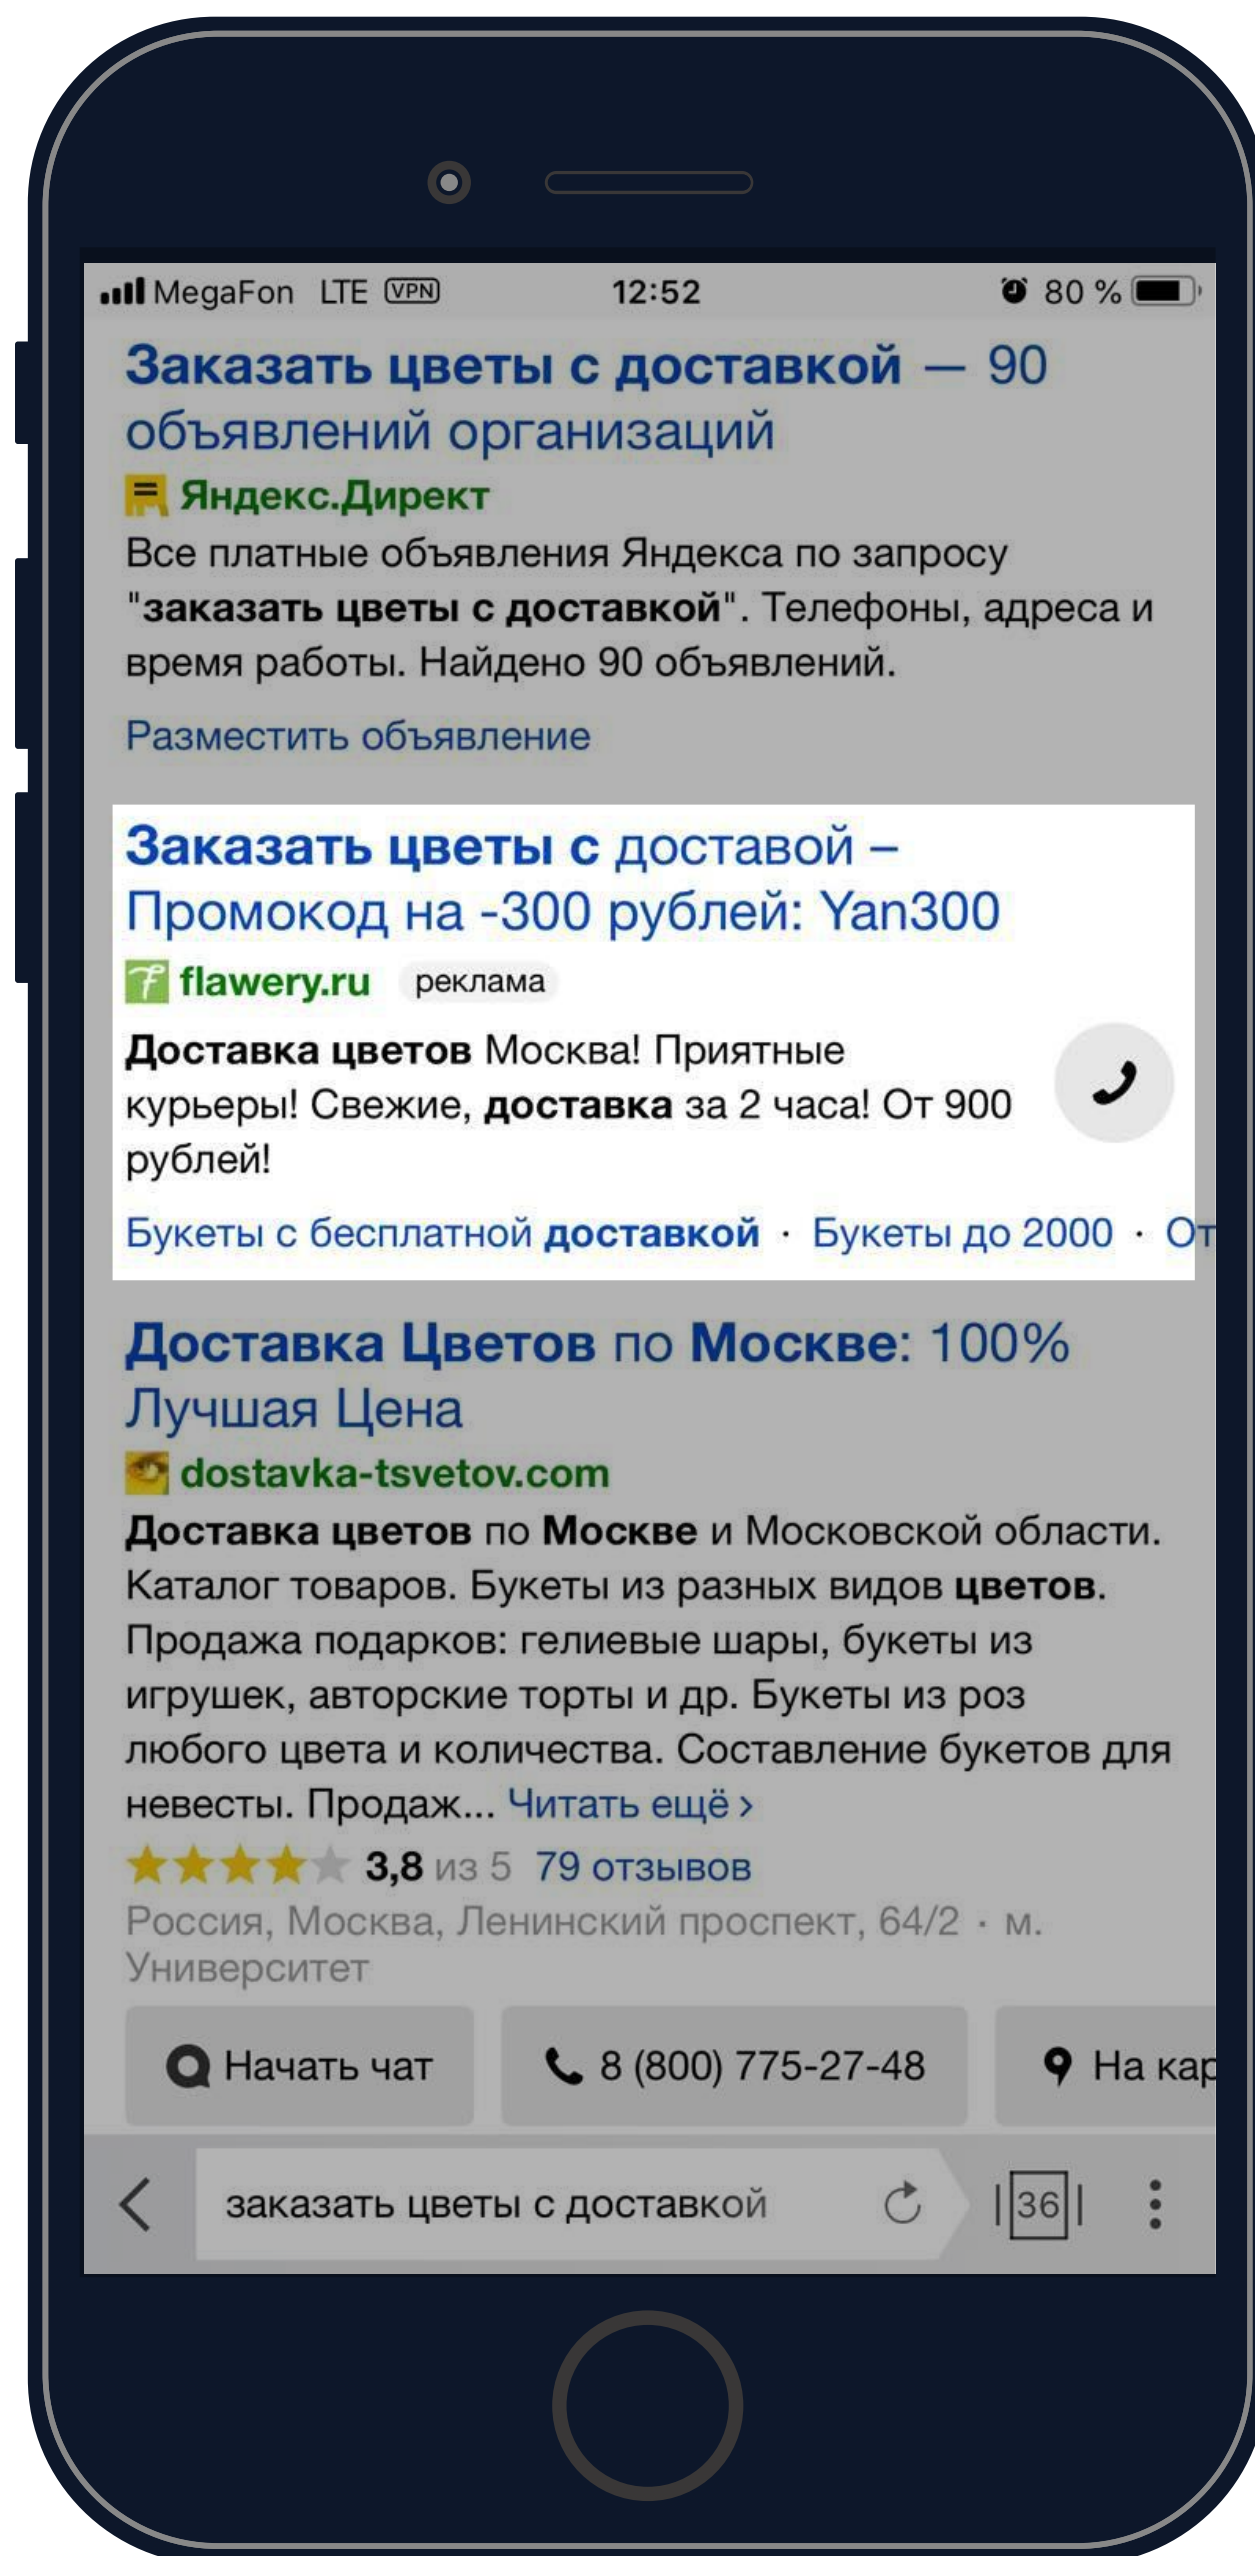 MegaFon LTE VPN 12:52 80 %
Заказать цветы с доставкой — 90
объявлений организаций
Яндекс.Директ
Все платные объявления Яндекса по запросу
"заказать цветы с доставкой". Телефоны, адреса и
время работы. Найдено 90 объявлений.
Разместить объявление
Заказать цветы с доставой –
Промокод на -300 рублей: Yan300
flawery.ru реклама
Доставка цветов Москва! Приятные
курьеры! Свежие, доставка за 2 часа! От 900
рублей!
Букеты с бесплатной доставкой · Букеты до 2000 · От
Доставка Цветов по Москве: 100%
Лучшая Цена
dostavka-tsvetov.com
Доставка цветов по Москве и Московской области.
Каталог товаров. Букеты из разных видов цветов.
Продажа подарков: гелиевые шары, букеты из
игрушек, авторские торты и др. Букеты из роз
любого цвета и количества. Составление букетов для
невесты. Продаж... Читать ещё ›
3,8 из 5 79 отзывов
Россия, Москва, Ленинский проспект, 64/2 · м.
Университет
Начать чат 8 (800) 775-27-48 На кар
заказать цветы с доставкой 36